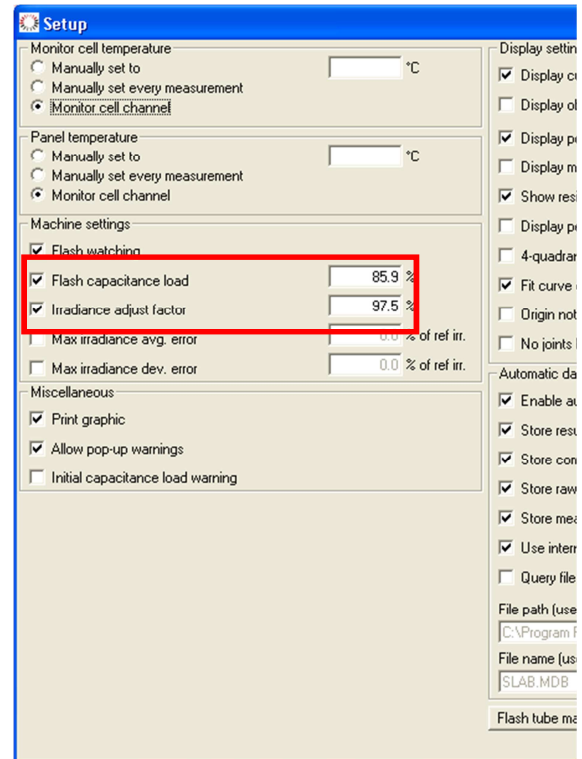 Setup
Monitor cell temperature
Manually set to °C
Manually set every measurement
Monitor cell channel
Panel temperature
Manually set to °C
Manually set every measurement
Monitor cell channel
Machine settings
Flash watching
Flash capacitance load 85.9 %
Irradiance adjust factor 97.5 %
Max irradiance avg. error 0.0 % of ref irr.
Max irradiance dev. error 0.0 % of ref irr.
Miscellaneous
Print graphic
Allow pop-up warnings
Initial capacitance load warning
Display settin
Display cu
Display ol
Display pe
Display m
Show resi
Display pe
4-quadran
Fit curve
Origin not
No joints
Automatic da
Enable au
Store resu
Store con
Store raw
Store mea
Use intern
Query file
File path (use
C:\Program F
File name (us
SLAB.MDB
Flash tube ma